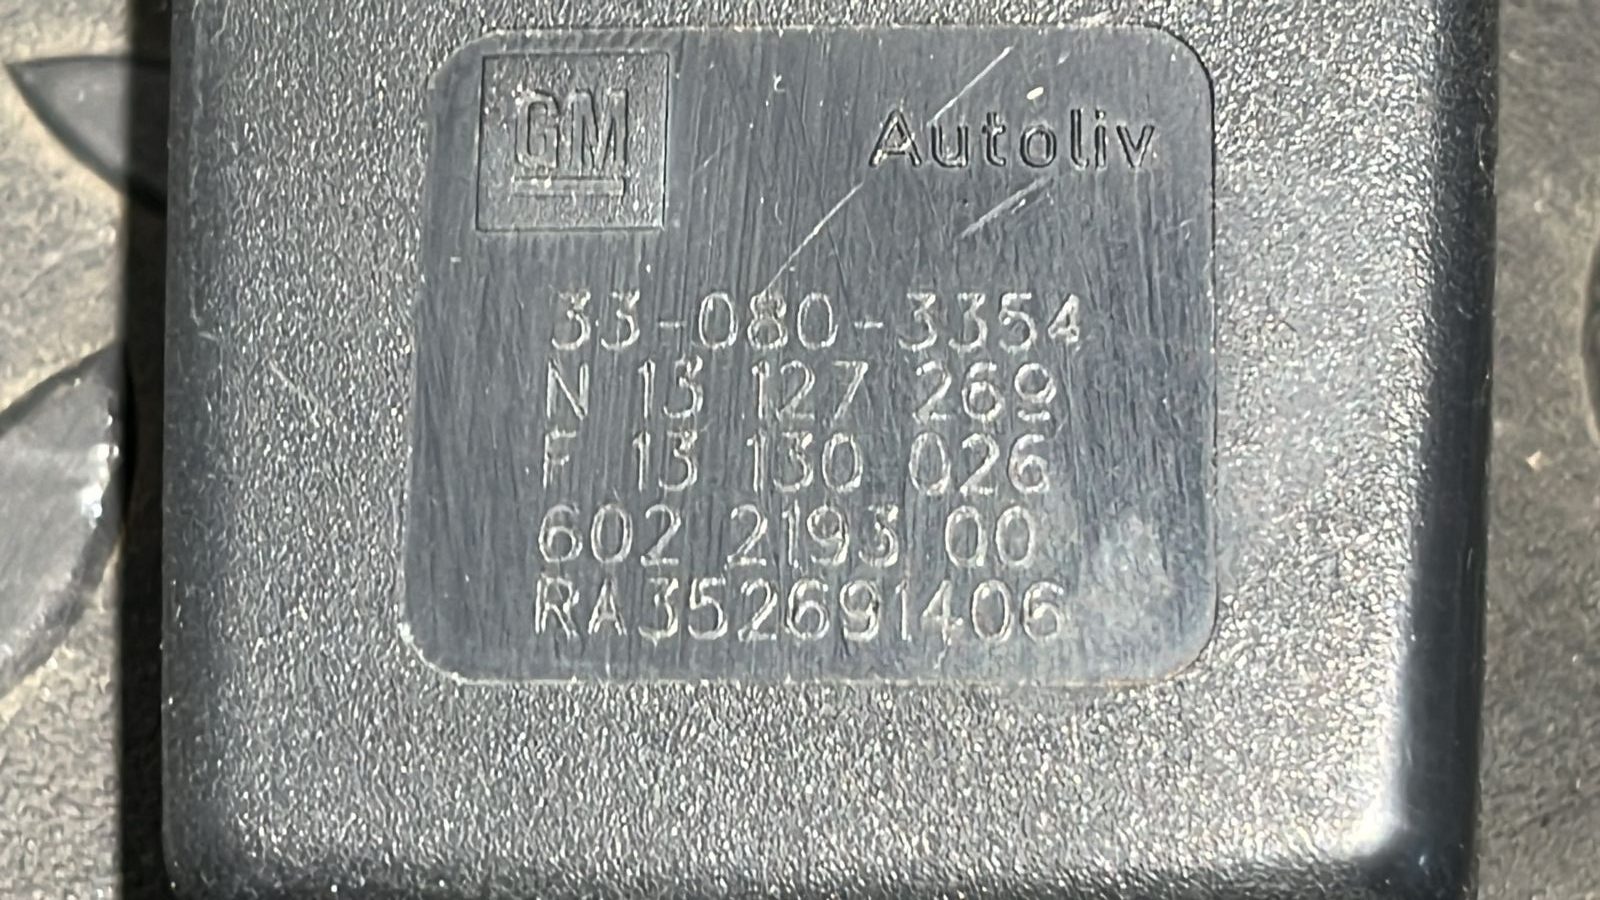 GM Autoliv
33-080-3354
N 13 127 269
F 13 130 026
602 2193 00
RA352691406